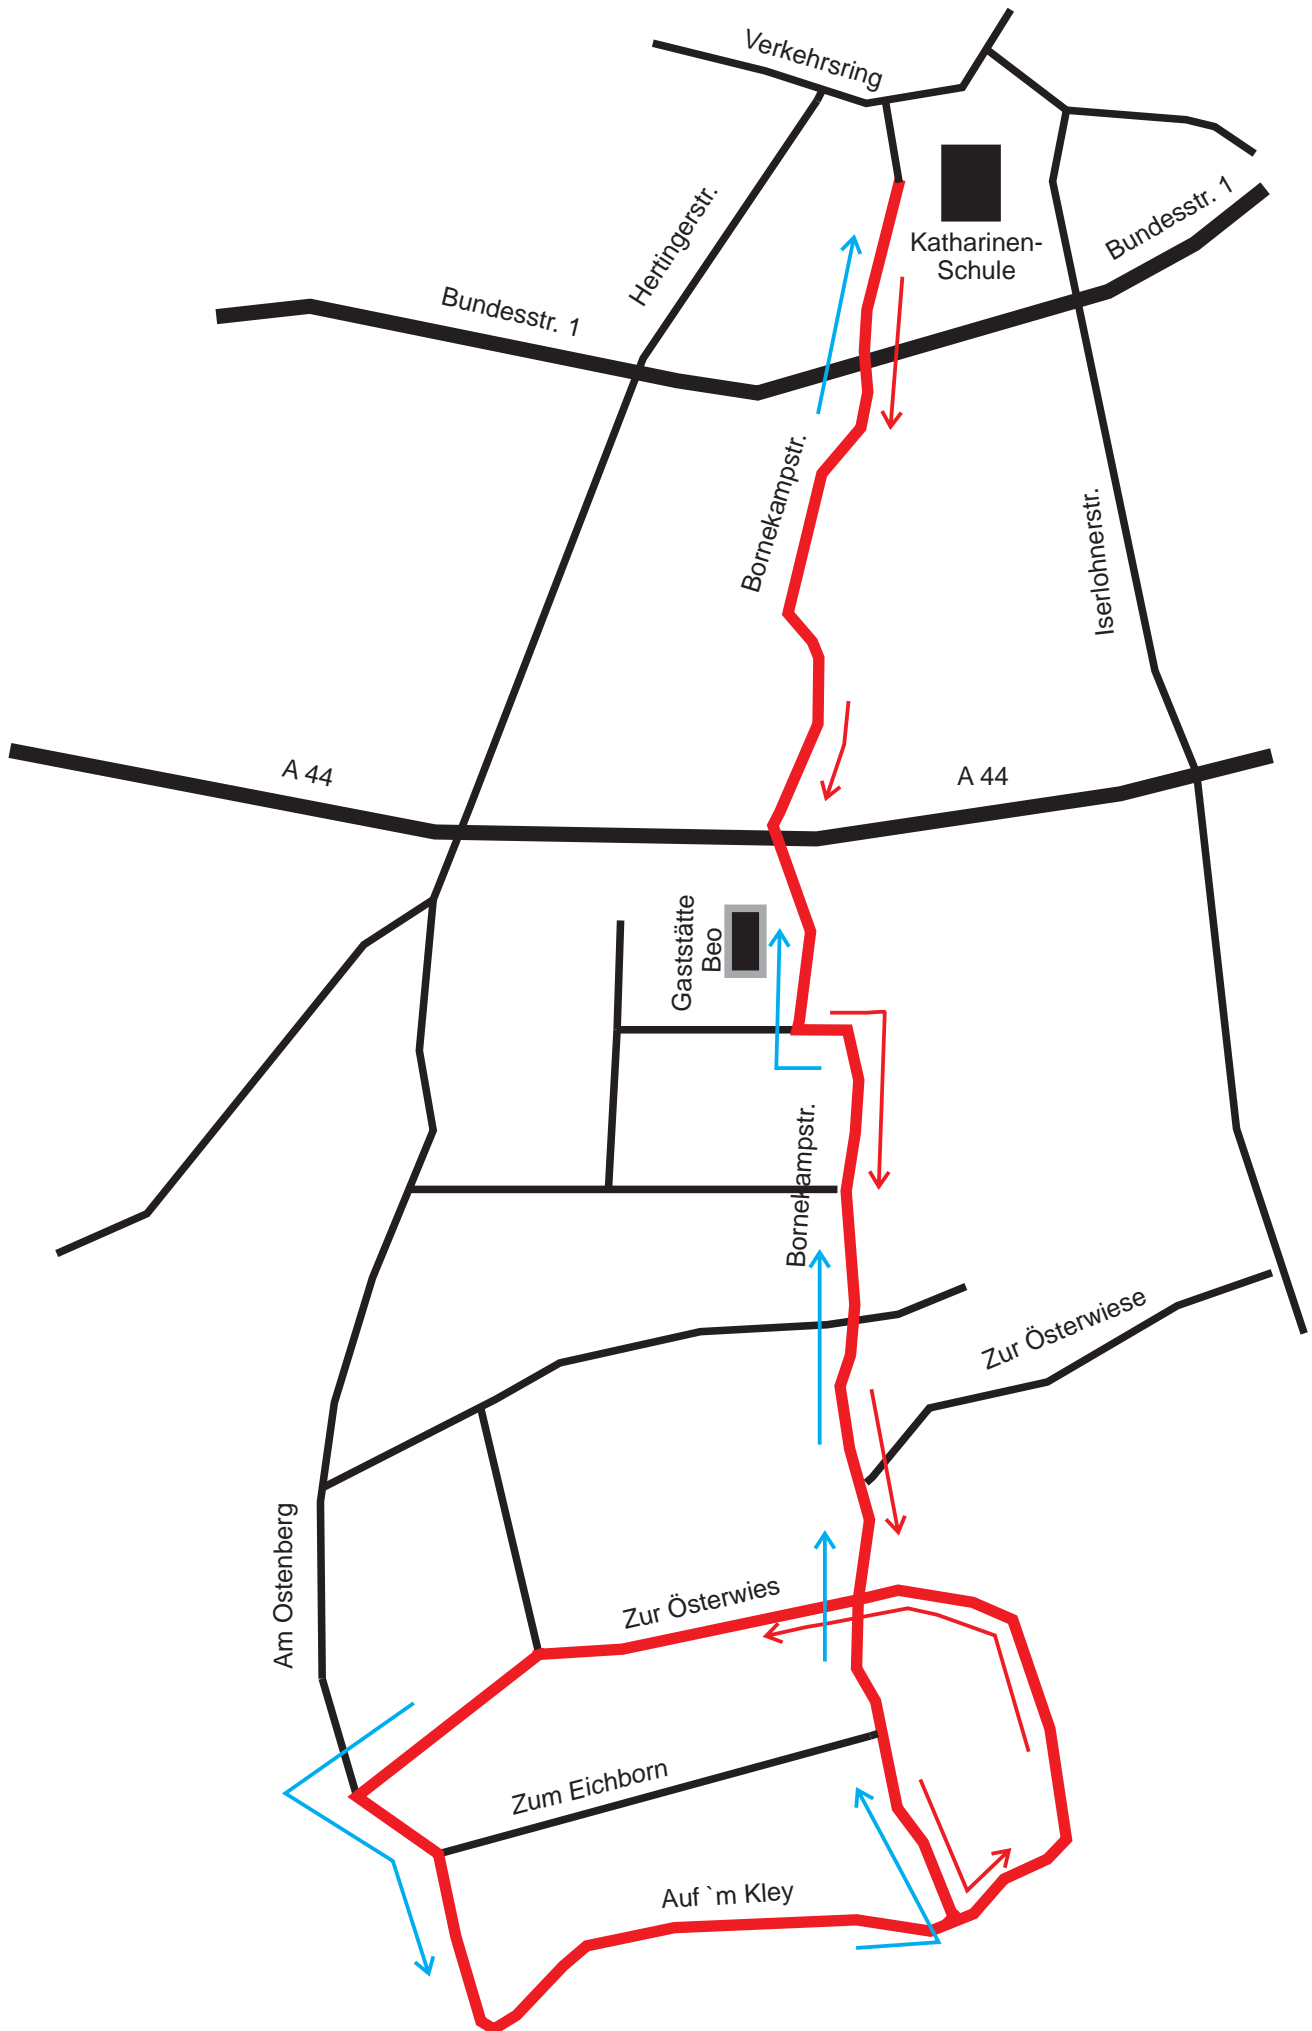 Verkehrsring
Hertingerstr.
Katharinen-
Schule
Bundesstr. 1
Bundesstr. 1
Bornekampstr.
Iserlohnerstr.
A 44
A 44
Gaststätte
Beo
Bornekampstr.
Zur Österwiese
Am Ostenberg
Zur Österwies
Zum Eichborn
Auf `m Kley